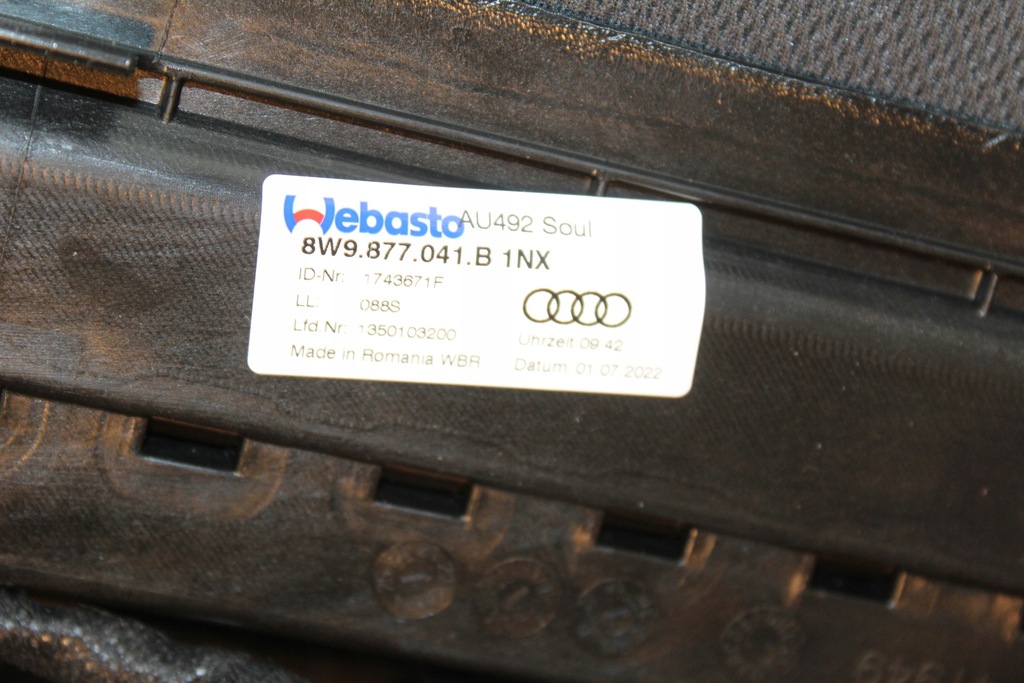 Webasto AU492 Soul
8W9.877.041.B 1NX
ID-Nr: 1743671F
LL: 088S
Lfd.Nr: 1350103200
Uhrzeit 09:42
Made in Romania WBR
Datum 01.07.2022